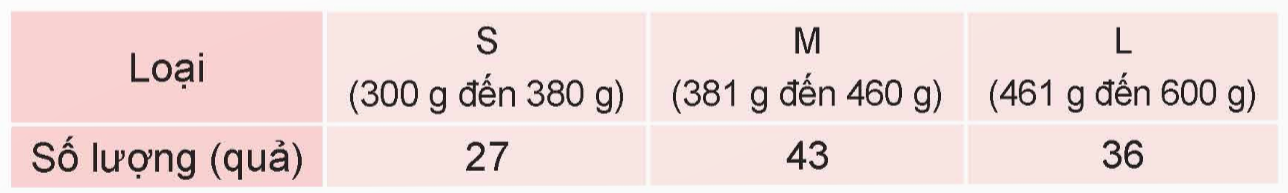 Loại
S
(300 g đến 380 g)
M
(381 g đến 460 g)
L
(461 g đến 600 g)
Số lượng (quả)
27
43
36